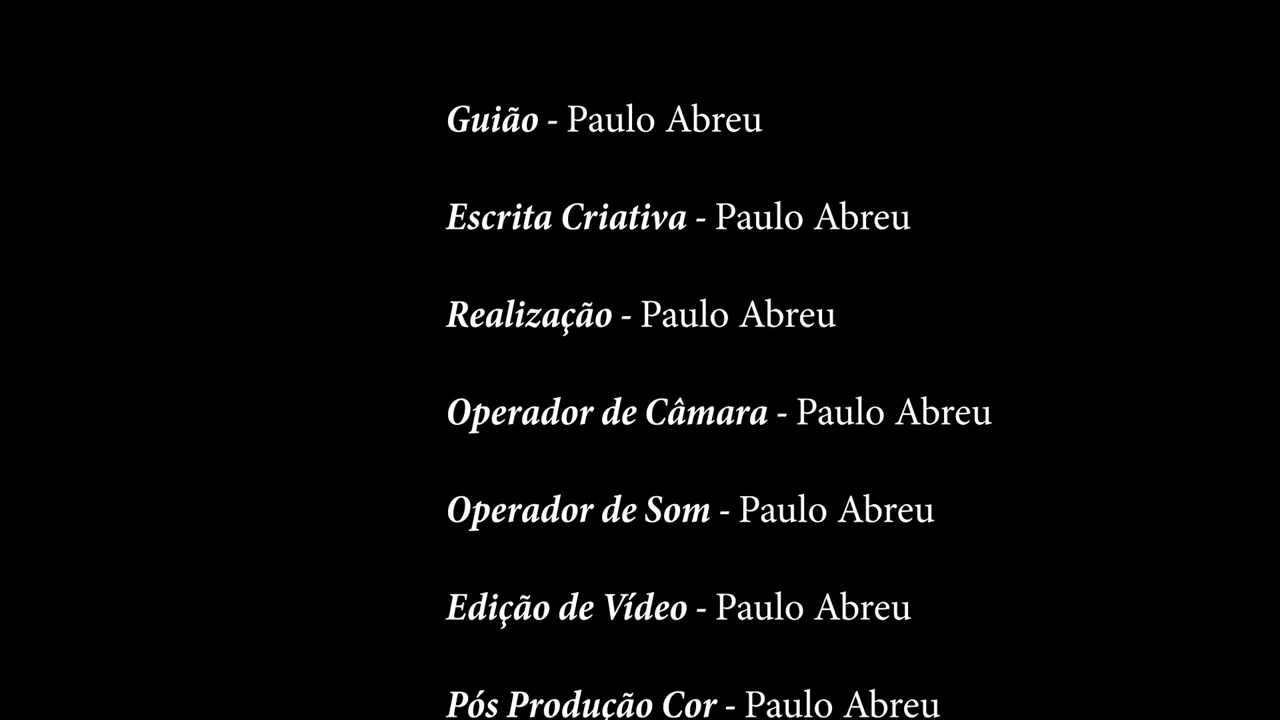 Guião - Paulo Abreu
Escrita Criativa - Paulo Abreu
Realização - Paulo Abreu
Operador de Câmara - Paulo Abreu
Operador de Som - Paulo Abreu
Edição de Vídeo - Paulo Abreu
Pós Produção Cor - Paulo Abreu